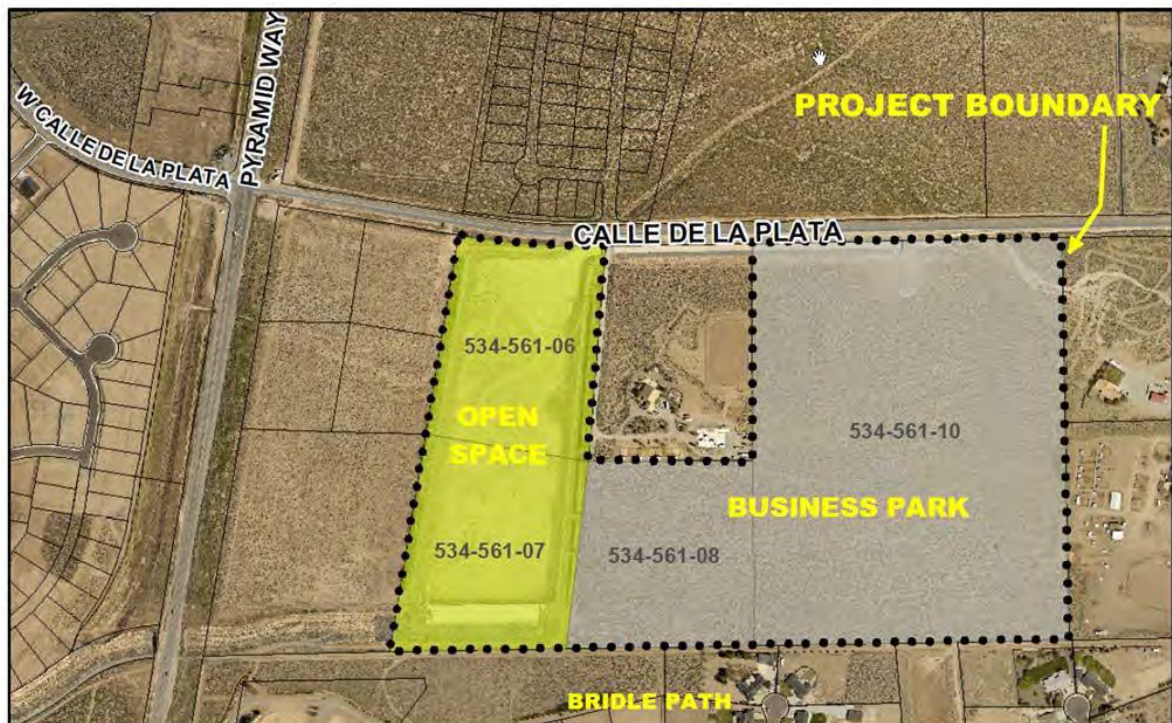 W CALLE DE LA PLATA
PYRAMID WAY
PROJECT BOUNDARY
CALLE DE LA PLATA
534-561-06
OPEN
SPACE
534-561-10
BUSINESS PARK
534-561-07
534-561-08
BRIDLE PATH